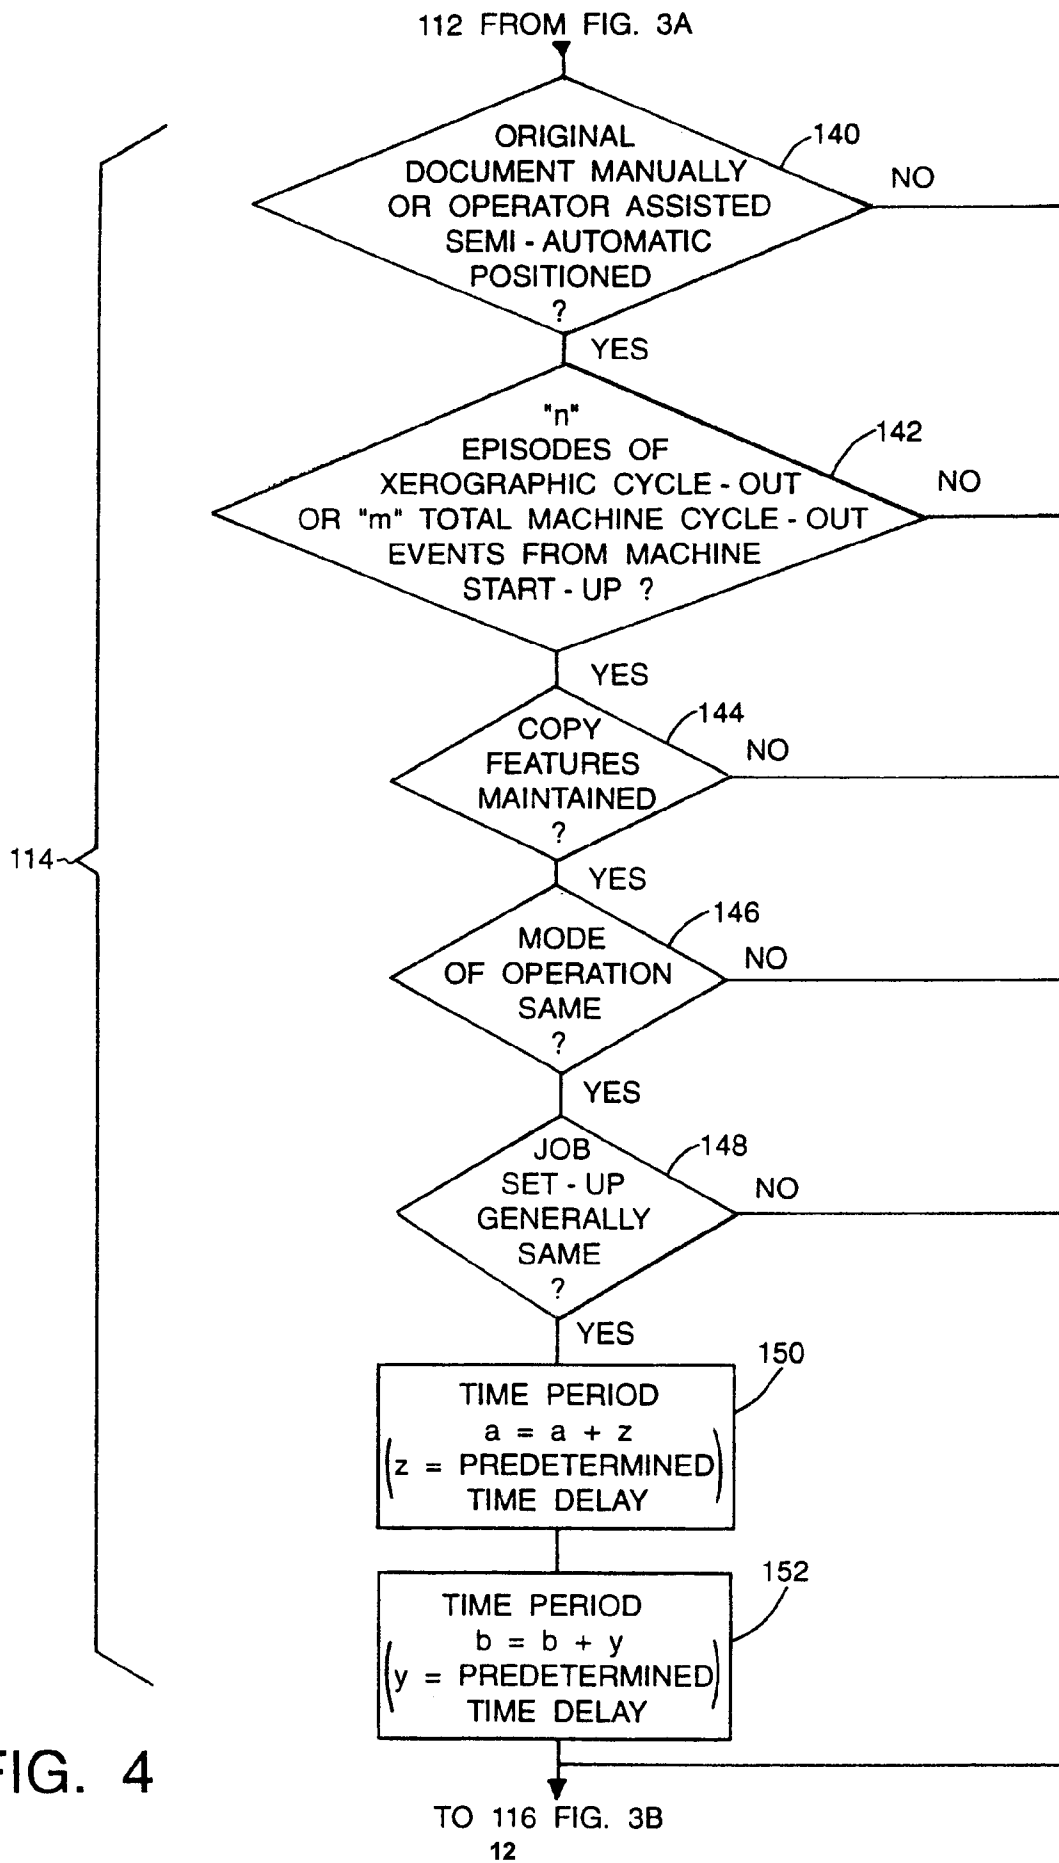 112 FROM FIG. 3A
140
ORIGINAL
DOCUMENT MANUALLY
OR OPERATOR ASSISTED
SEMI - AUTOMATIC
POSITIONED
?
NO
YES
142
"n"
EPISODES OF
XEROGRAPHIC CYCLE - OUT
OR "m" TOTAL MACHINE CYCLE - OUT
EVENTS FROM MACHINE
START - UP ?
NO
YES
144
COPY
FEATURES
MAINTAINED
?
NO
114
YES
146
MODE
OF OPERATION
SAME
?
NO
YES
148
JOB
SET - UP
GENERALLY
SAME
?
NO
YES
150
TIME PERIOD
a = a + z
(z = PREDETERMINED)
TIME DELAY
152
TIME PERIOD
b = b + y
(y = PREDETERMINED)
TIME DELAY
FIG. 4
TO 116 FIG. 3B
12